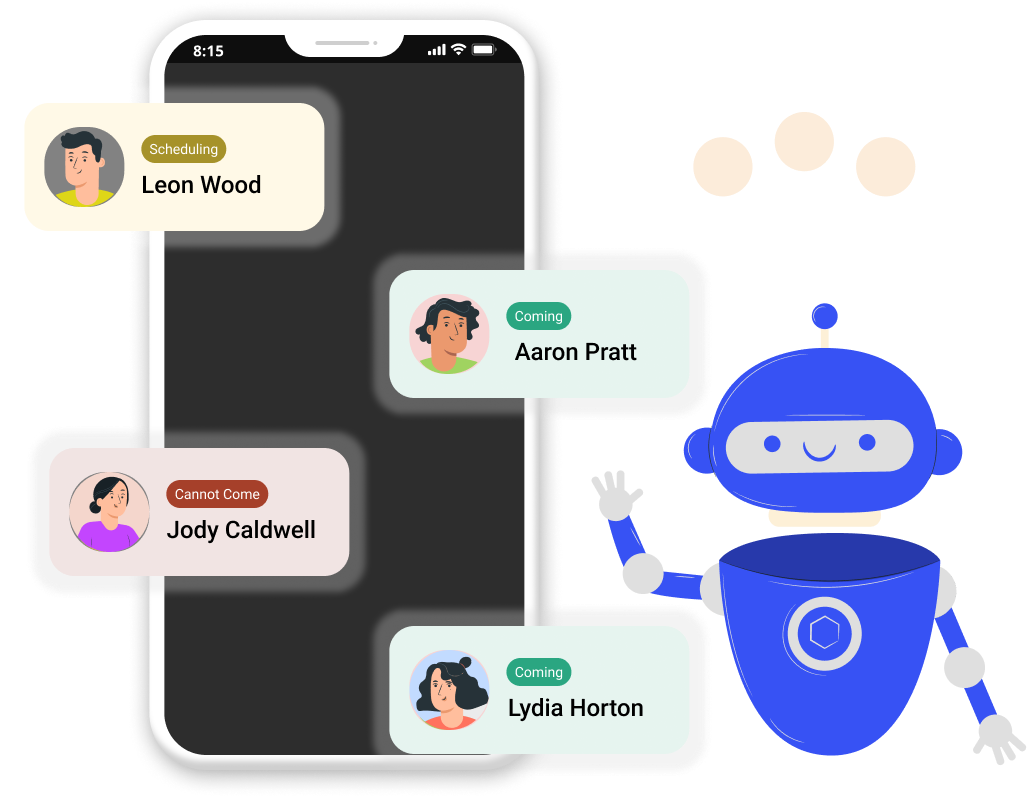 8:15
Scheduling
Leon Wood
Coming
Aaron Pratt
Cannot Come
Jody Caldwell
Coming
Lydia Horton